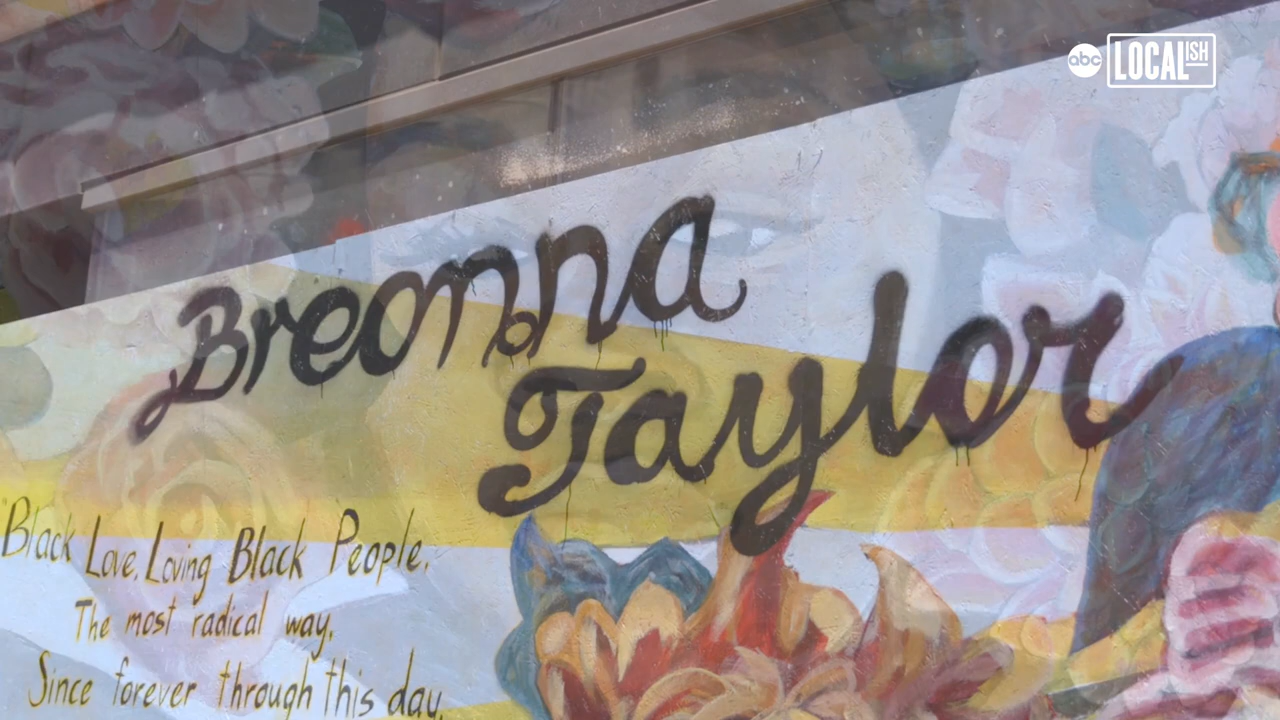 abc LOCALISH
Breonna
Taylor
"Black Love, Loving Black People.
The most radical way,
Since forever through this day,